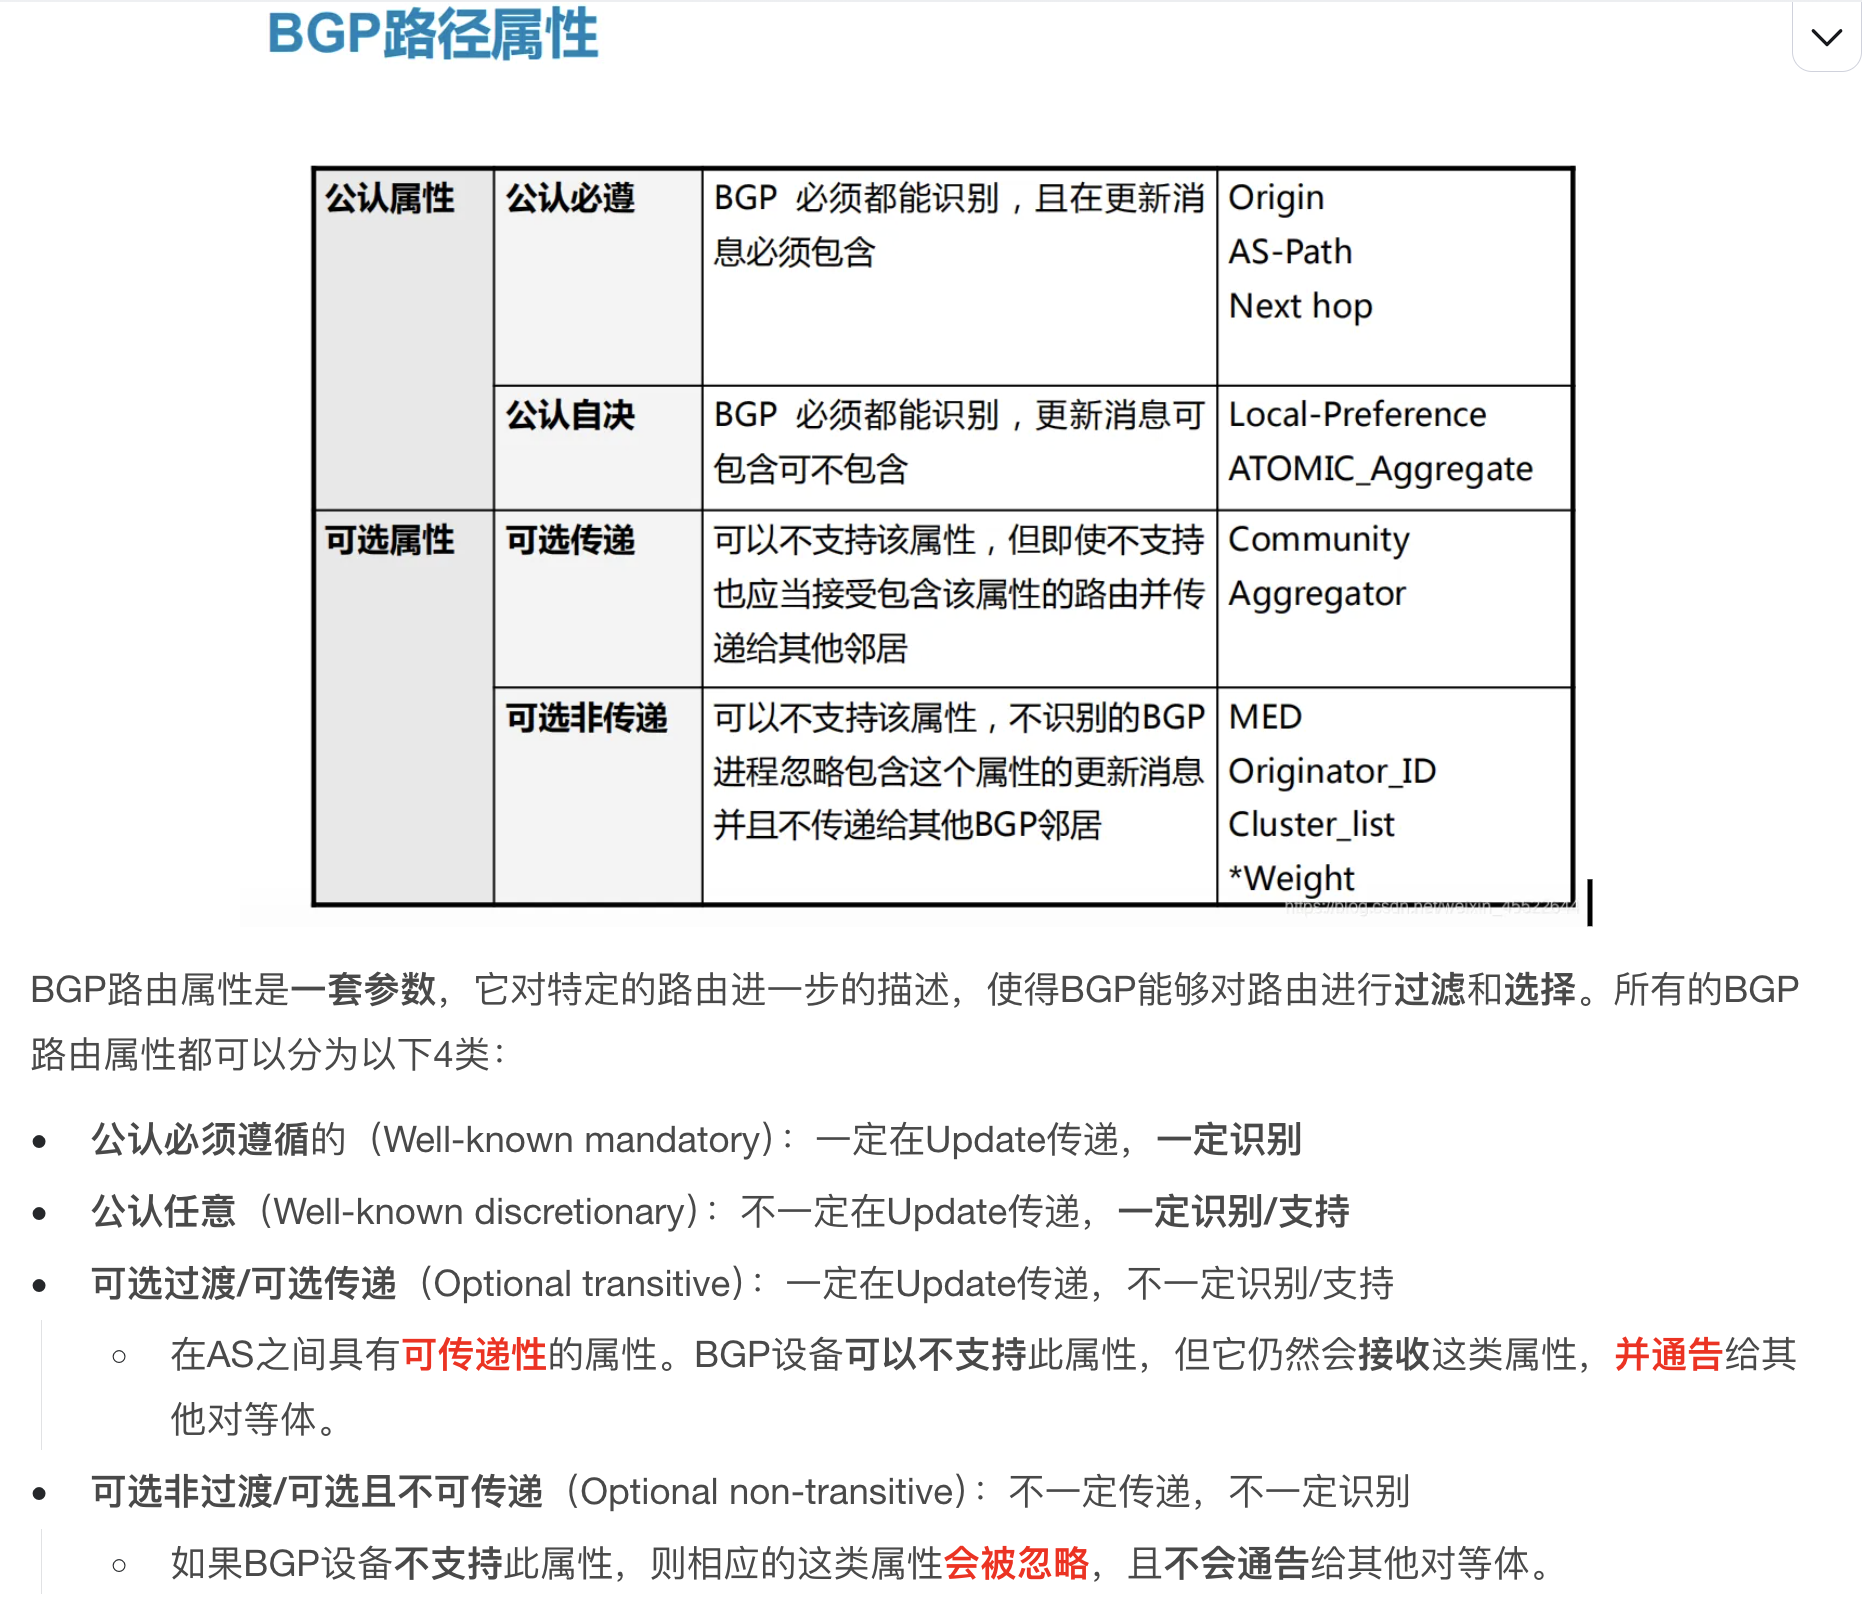 BGP路径属性
公认属性
公认必遵
BGP 必须都能识别，且在更新消
息必须包含
Origin
AS-Path
Next hop
公认自决
BGP 必须都能识别，更新消息可
包含可不包含
Local-Preference
ATOMIC_Aggregate
可选属性
可选传递
可以不支持该属性，但即使不支持
也应当接受包含该属性的路由并传
递给其他邻居
Community
Aggregator
可选非传递
可以不支持该属性，不识别的BGP
进程忽略包含这个属性的更新消息
并且不传递给其他BGP邻居
MED
Originator_ID
Cluster_list
*Weight
BGP路由属性是一套参数，它对特定的路由进一步的描述，使得BGP能够对路由进行过滤和选择。所有的BGP
路由属性都可以分为以下4类：
公认必须遵循的（Well-known mandatory）：一定在Update传递，一定识别
公认任意（Well-known discretionary）：不一定在Update传递，一定识别/支持
可选过渡/可选传递（Optional transitive）：一定在Update传递，不一定识别/支持
在AS之间具有可传递性的属性。BGP设备可以不支持此属性，但它仍然会接收这类属性，并通告给其
他对等体。
可选非过渡/可选且不可传递（Optional non-transitive）：不一定传递，不一定识别
如果BGP设备不支持此属性，则相应的这类属性会被忽略，且不会通告给其他对等体。